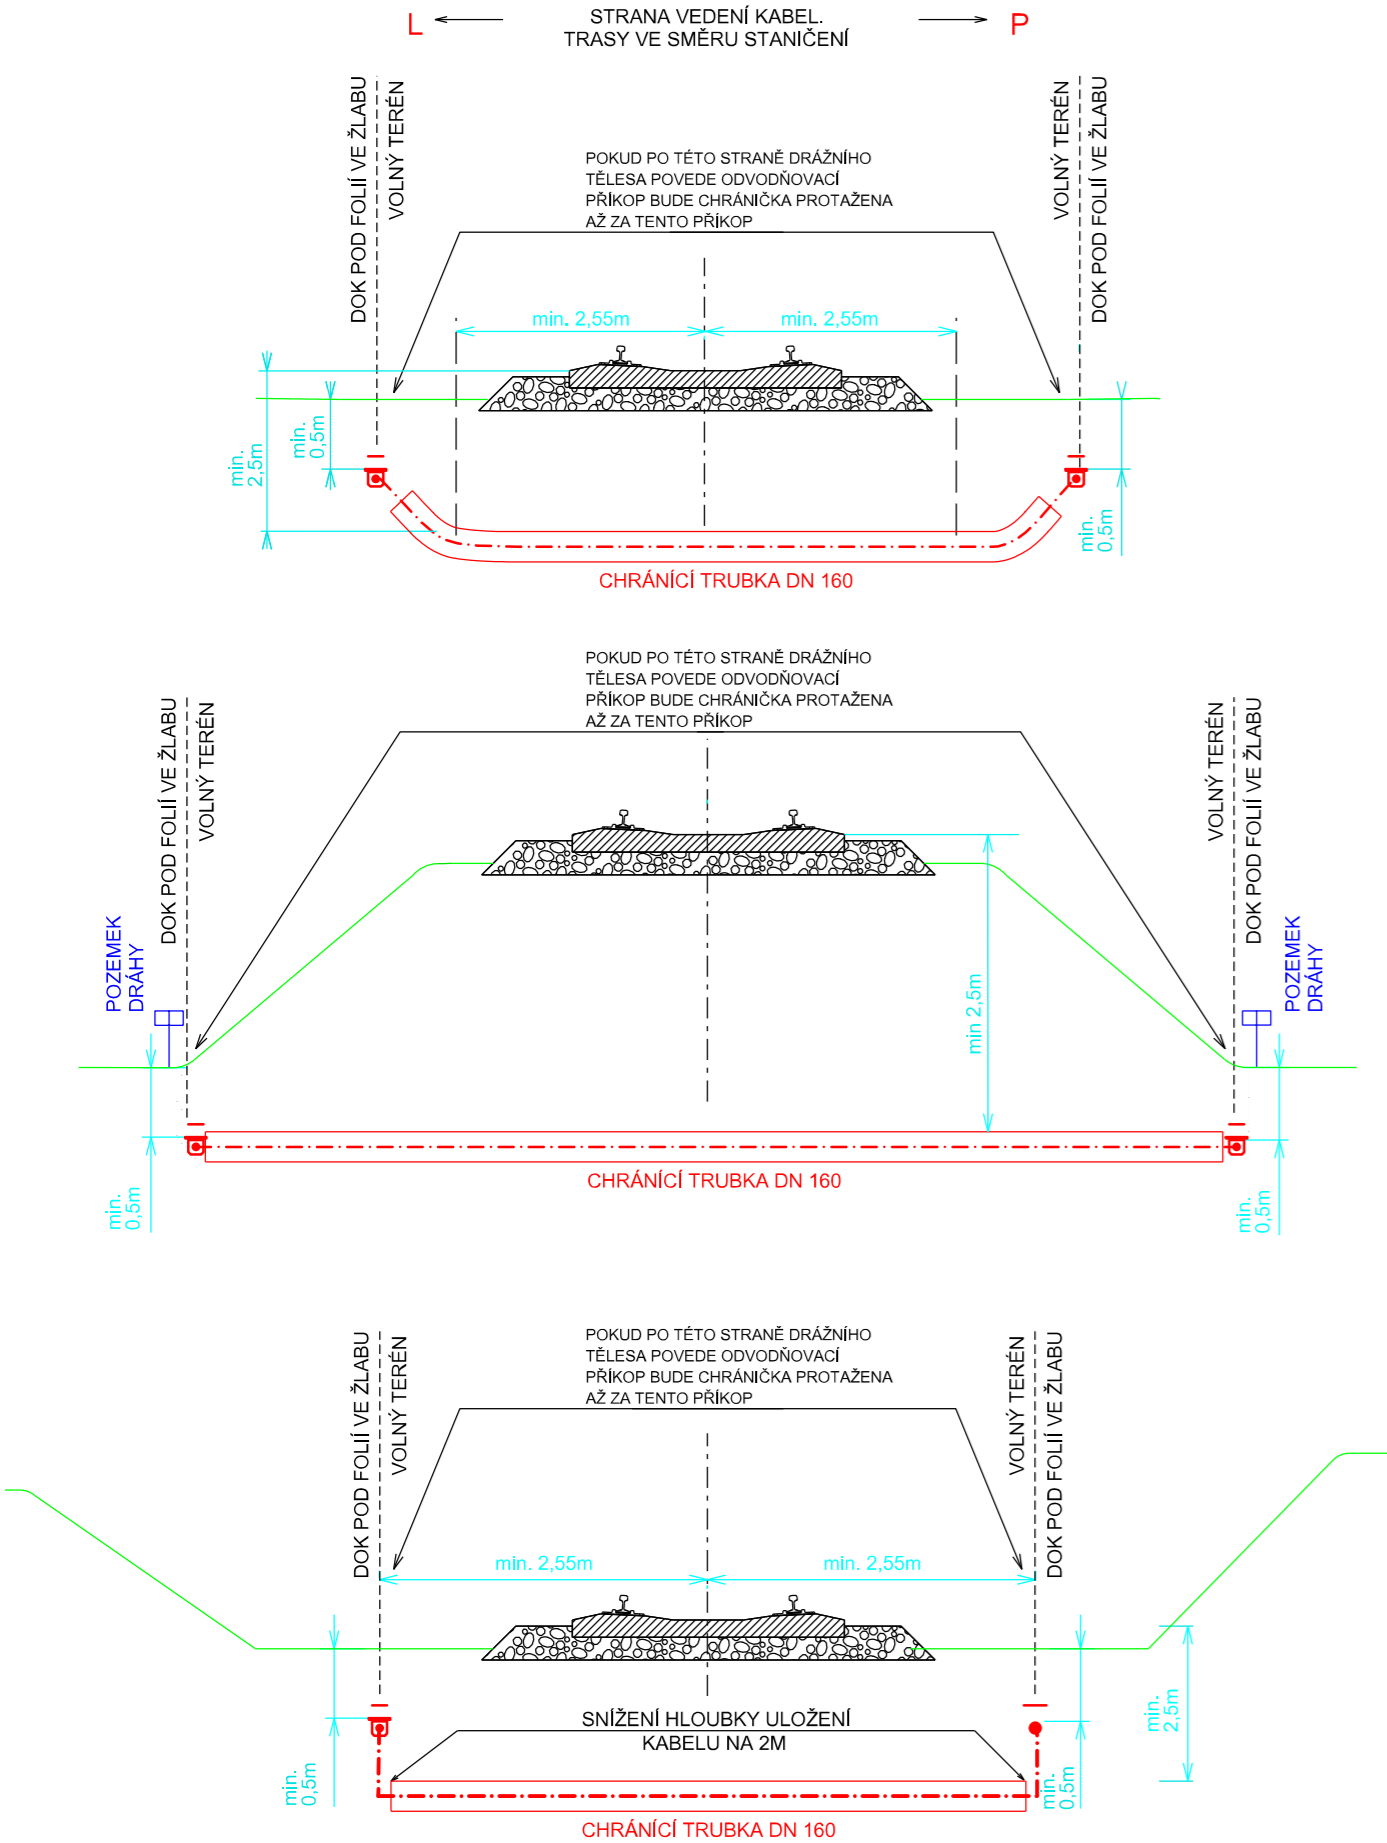 L
STRANA VEDENÍ KABEL.
TRASY VE SMĚRU STANIČENÍ
P
DOK POD FOLIÍ VE ŽLABU
VOLNÝ TERÉN
POKUD PO TÉTO STRANĚ DRÁŽNÍHO
TĚLESA POVEDE ODVODŇOVACÍ
PŘÍKOP BUDE CHRÁNIČKA PROTAŽENA
AŽ ZA TENTO PŘÍKOP
VOLNÝ TERÉN
DOK POD FOLIÍ VE ŽLABU
min. 2,55m
min. 2,55m
min.
2,5m
min.
0,5m
min.
0,5m
CHRÁNÍCÍ TRUBKA DN 160
POKUD PO TÉTO STRANĚ DRÁŽNÍHO
TĚLESA POVEDE ODVODŇOVACÍ
PŘÍKOP BUDE CHRÁNIČKA PROTAŽENA
AŽ ZA TENTO PŘÍKOP
DOK POD FOLIÍ VE ŽLABU
VOLNÝ TERÉN
VOLNÝ TERÉN
DOK POD FOLIÍ VE ŽLABU
POZEMEK
DRÁHY
POZEMEK
DRÁHY
min 2,5m
min.
0,5m
min.
0,5m
CHRÁNÍCÍ TRUBKA DN 160
POKUD PO TÉTO STRANĚ DRÁŽNÍHO
TĚLESA POVEDE ODVODŇOVACÍ
PŘÍKOP BUDE CHRÁNIČKA PROTAŽENA
AŽ ZA TENTO PŘÍKOP
DOK POD FOLIÍ VE ŽLABU
VOLNÝ TERÉN
VOLNÝ TERÉN
DOK POD FOLIÍ VE ŽLABU
min. 2,55m
min. 2,55m
SNÍŽENÍ HLOUBKY ULOŽENÍ
KABELU NA 2M
min.
0,5m
min.
0,5m
min.
2,5m
CHRÁNÍCÍ TRUBKA DN 160